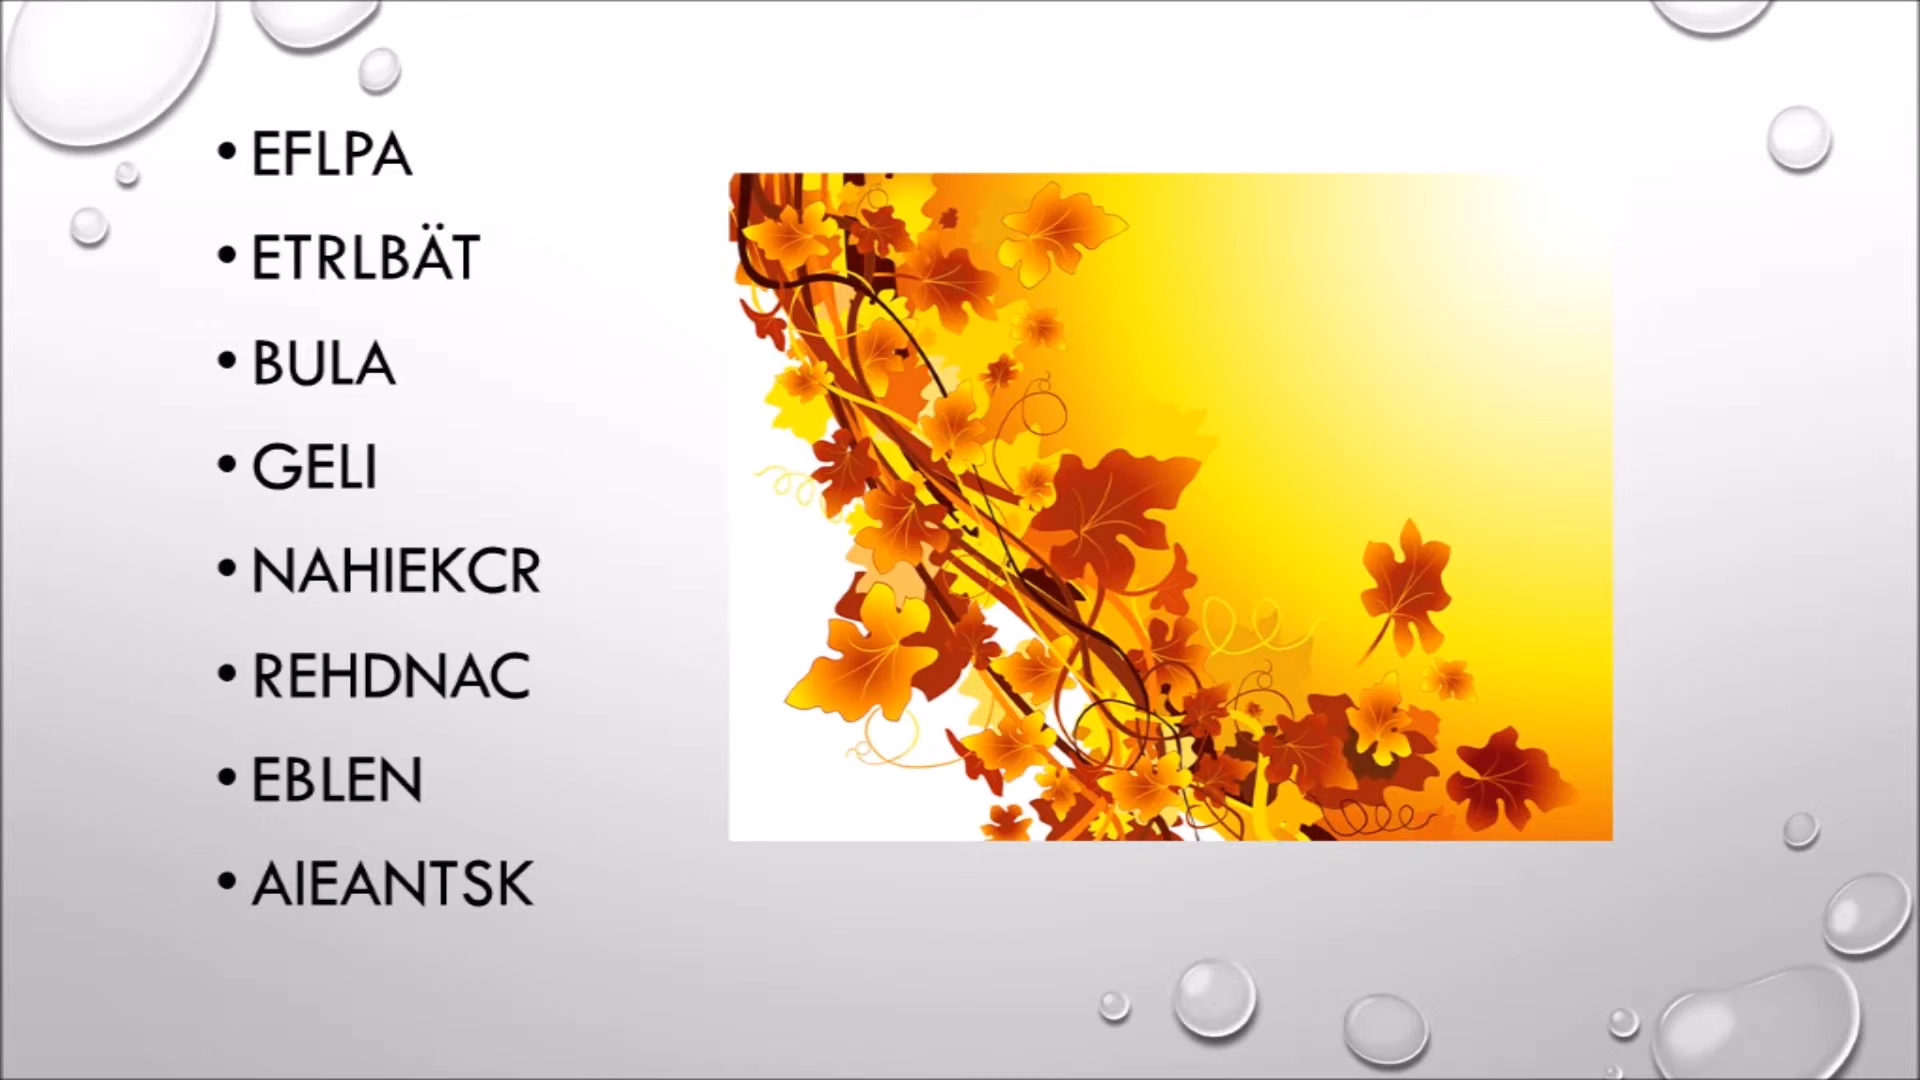 • EFLPA
• ETRLBÄT
• BULA
• GELI
• NAHIEKCR
• REHDNAC
• EBLEN
• AIEANTSK